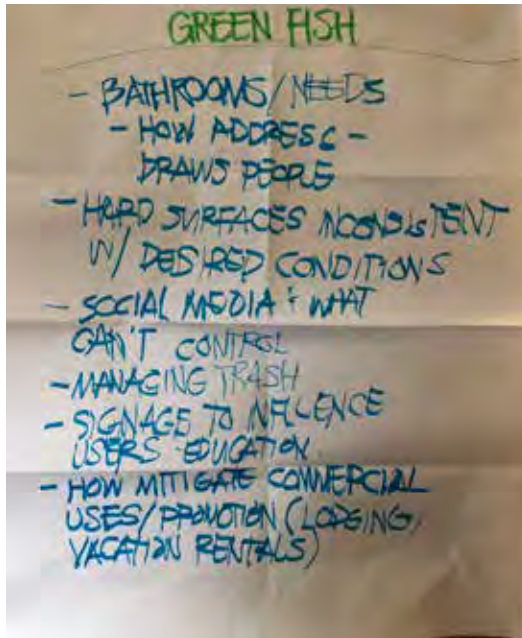 GREEN FISH
- BATHROOMS/NEEDS
- HOW ADDRESS -
DRAWS PEOPLE
- HARD SURFACES INCONSISTENT
W/ DESIRED CONDITIONS
- SOCIAL MEDIA & WHAT
CAN'T CONTROL
- MANAGING TRASH
- SIGNAGE TO INFLUENCE
USERS EDUCATION
- HOW MITIGATE COMMERCIAL
USES/PROMOTION (LODGING,
VACATION RENTALS)